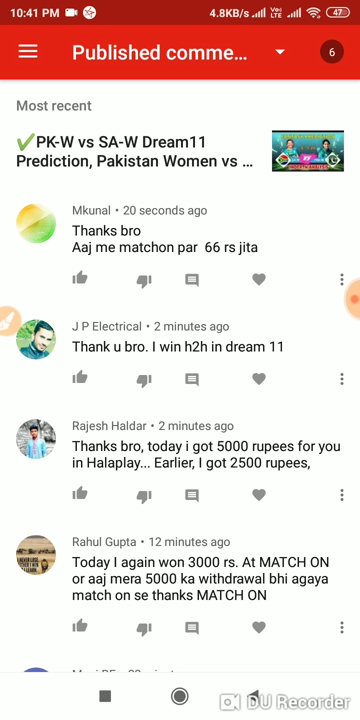 10:41 PM
4.8KB/s
Vo
LTE
47
Published comme...
6
Most recent
✅PK-W vs SA-W Dream11
Prediction, Pakistan Women vs ...
Mkunal • 20 seconds ago
Thanks bro
Aaj me matchon par 66 rs jita
J P Electrical • 2 minutes ago
Thank u bro. I win h2h in dream 11
Rajesh Haldar • 2 minutes ago
Thanks bro, today i got 5000 rupees for you
in Halaplay... Earlier, I got 2500 rupees,
Rahul Gupta • 12 minutes ago
Today I again won 3000 rs. At MATCH ON
or aaj mera 5000 ka withdrawal bhi agaya
match on se thanks MATCH ON
DU Recorder